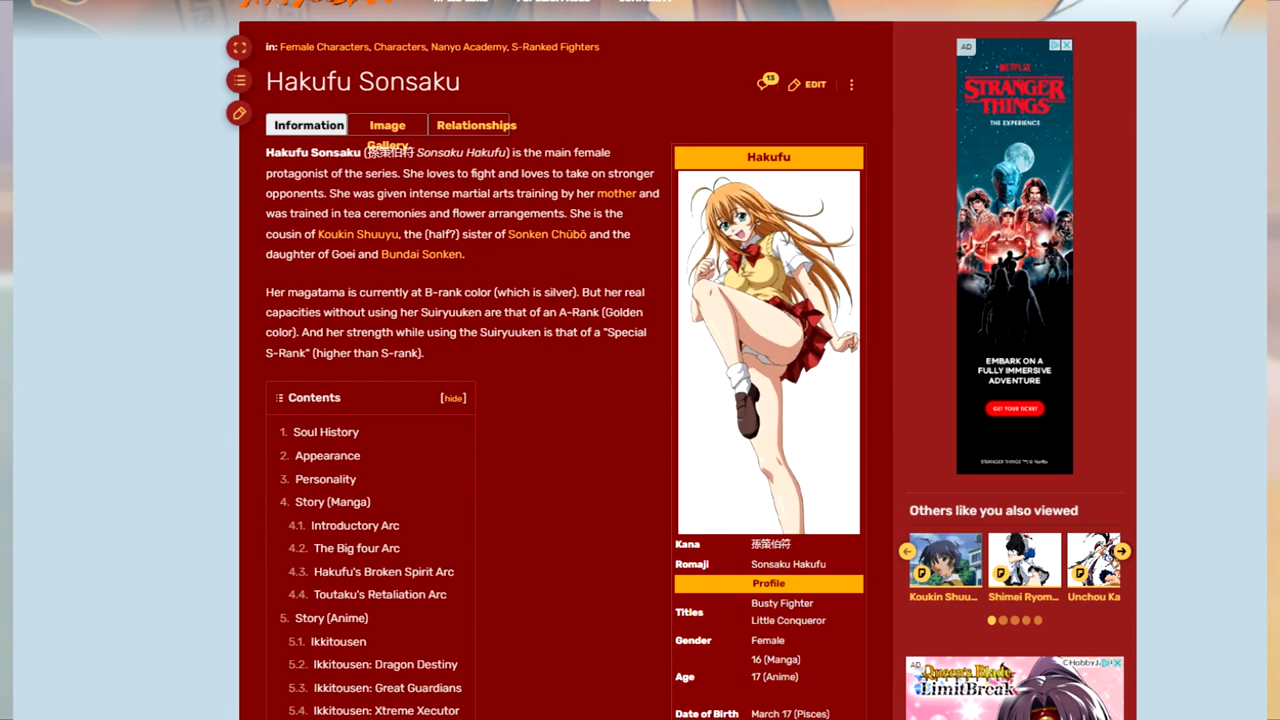 in: Female Characters, Characters, Nanyo Academy, S-Ranked Fighters
Hakufu Sonsaku
13
EDIT
Information
Image Gallery
Relationships
Hakufu Sonsaku (孫策伯符 Sonsaku Hakufu) is the main female
protagonist of the series. She loves to fight and loves to take on stronger
opponents. She was given intense martial arts training by her mother and
was trained in tea ceremonies and flower arrangements. She is the
cousin of Koukin Shuuyu, the (half?) sister of Sonken Chūbō and the
daughter of Goei and Bundai Sonken.
Her magatama is currently at B-rank color (which is silver). But her real
capacities without using her Suiryuuken are that of an A-Rank (Golden
color). And her strength while using the Suiryuuken is that of a "Special
S-Rank" (higher than S-rank).
Contents
[hide]
1. Soul History
2. Appearance
3. Personality
4. Story (Manga)
4.1. Introductory Arc
4.2. The Big four Arc
4.3. Hakufu's Broken Spirit Arc
4.4. Toutaku's Retaliation Arc
5. Story (Anime)
5.1. Ikkitousen
5.2. Ikkitousen: Dragon Destiny
5.3. Ikkitousen: Great Guardians
5.4. Ikkitousen: Xtreme Xecutor
Hakufu
Kana 孫策伯符
Romaji Sonsaku Hakufu
Profile
Titles Busty Fighter
Little Conqueror
Gender Female
Age 16 (Manga)
17 (Anime)
Date of Birth March 17 (Pisces)
AD
NETFLIX
STRANGER
THINGS
THE EXPERIENCE
EMBARK ON A
FULLY IMMERSIVE
ADVENTURE
GET YOUR TICKET
STRANGER THINGS ™/© Netflix
Others like you also viewed
Koukin Shuu...
Shimei Ryom...
Unchou Ka
AD
Queen's Blade
LimitBreak
©HobbyJ